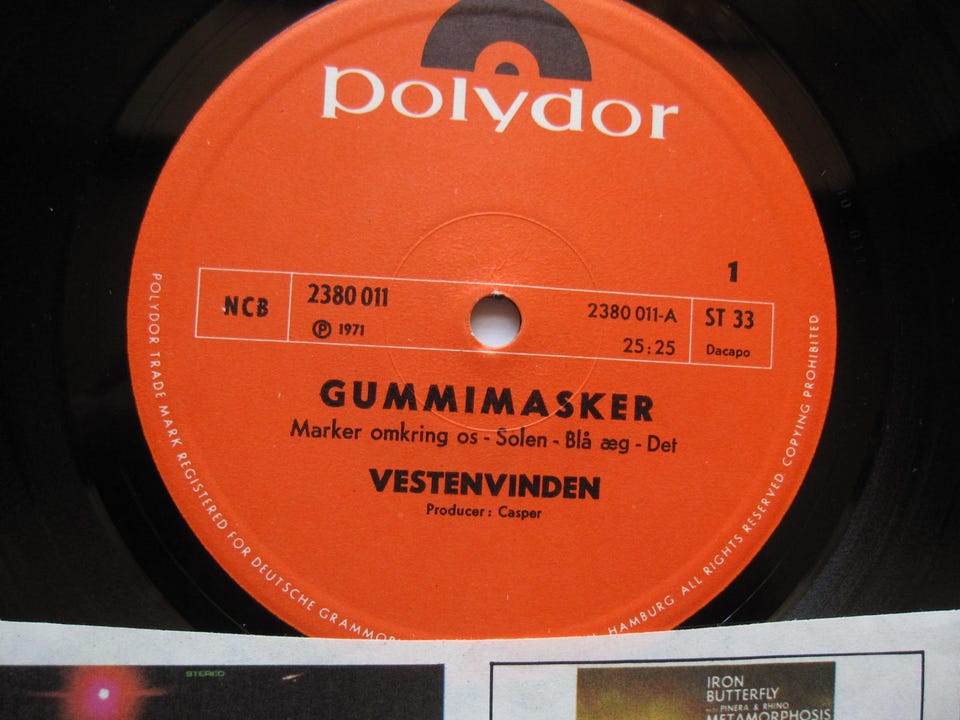 polydor
1
NCB
2380 011
℗ 1971
2380 011-A
25:25
ST 33
Dacapo
GUMMIMASKER
Marker omkring os - Solen - Blå æg - Det
VESTENVINDEN
Producer: Casper
POLYDOR TRADE MARK REGISTERED FOR DEUTSCHE
HAMBURG ALL RIGHTS RESERVED COPYING PROHIBITED
STEREO
IRON
BUTTERFLY
PINERA & RHINO
METAMORPHOSIS